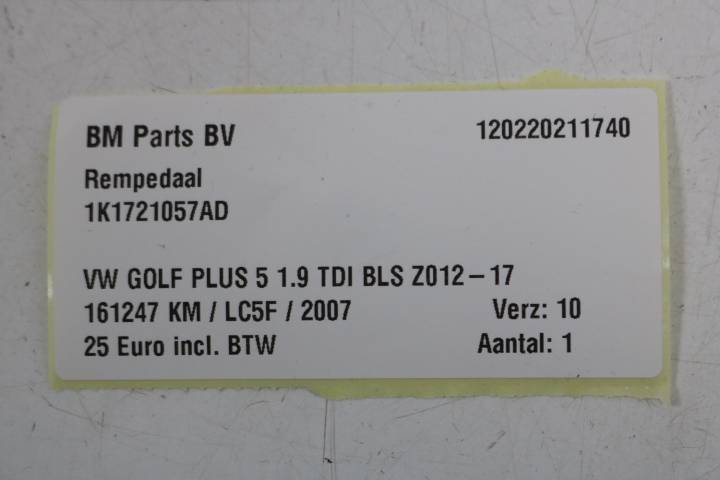 BM Parts BV 120220211740
Rempedaal
1K1721057AD
VW GOLF PLUS 5 1.9 TDI BLS Z012-17
161247 KM / LC5F / 2007 Verz: 10
25 Euro incl. BTW Aantal: 1